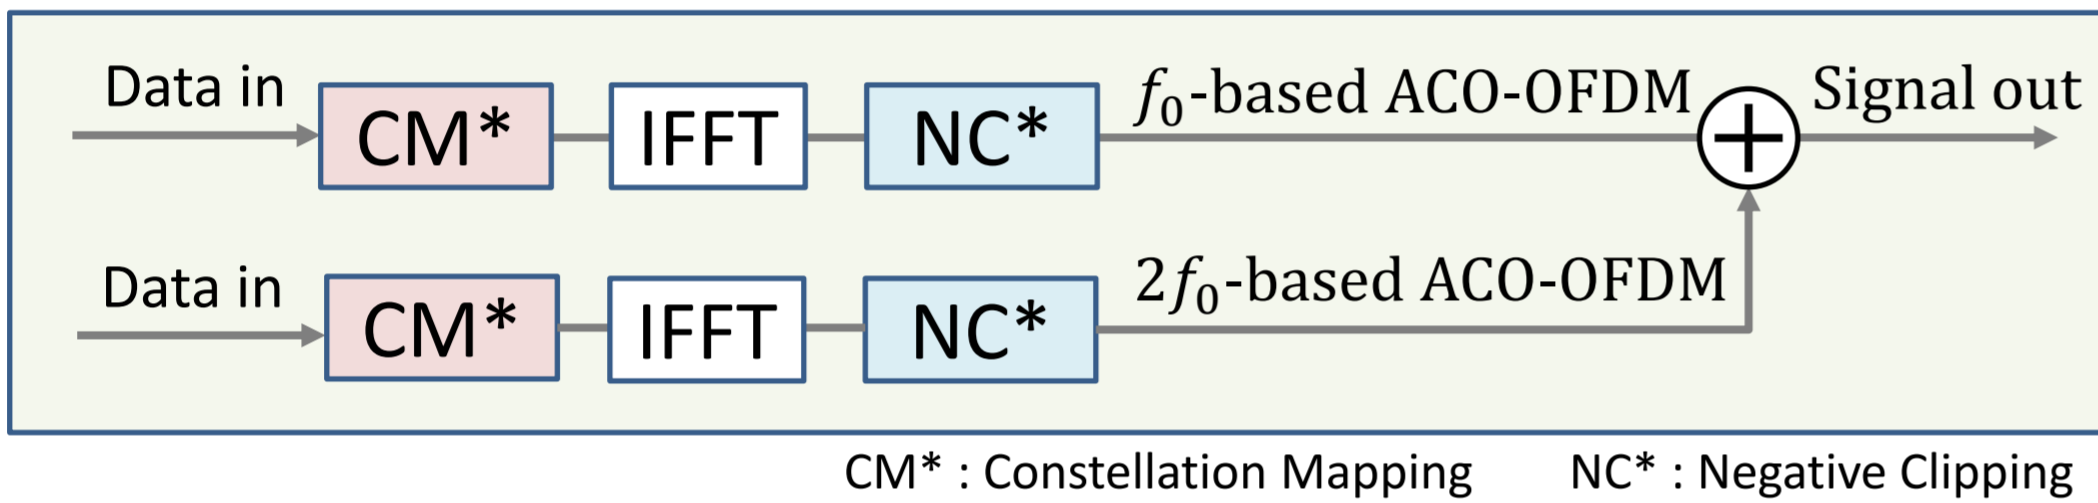 Data in
CM*
IFFT
NC*
f₀-based ACO-OFDM
+
Signal out
Data in
CM*
IFFT
NC*
2f₀-based ACO-OFDM
CM* : Constellation Mapping
NC* : Negative Clipping